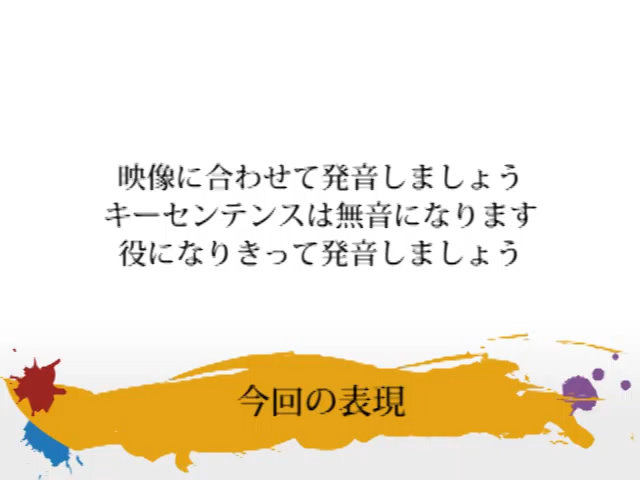 映像に合わせて発音しましょう
キーセンテンスは無音になります
役になりきって発音しましょう
今回の表現